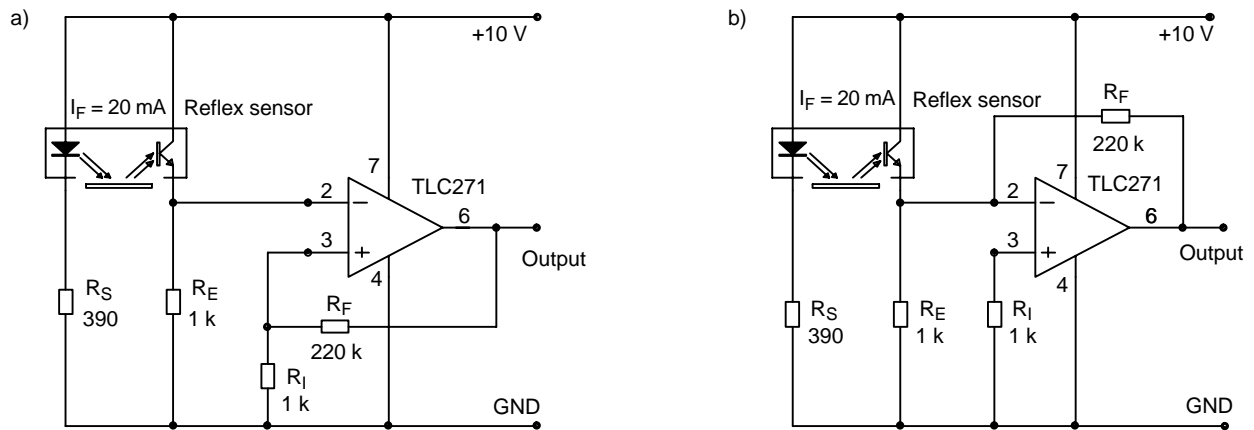 a)
+10 V
I_F = 20 mA Reflex sensor
7
TLC271
2
6
3
Output
4
R_S
390
R_E
1 k
R_F
220 k
R_I
1 k
GND
b)
+10 V
I_F = 20 mA Reflex sensor
R_F
220 k
7
TLC271
2
6
3
Output
4
R_S
390
R_E
1 k
R_I
1 k
GND